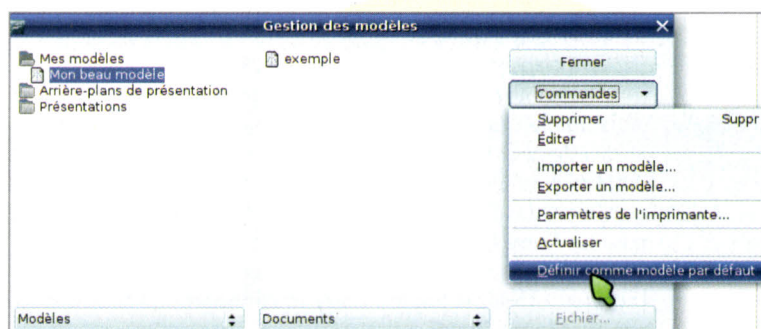 Gestion des modèles
Mes modèles
Mon beau modèle
Arrière-plans de présentation
Présentations
exemple
Fermer
Commandes
Supprimer Suppr
Éditer
Importer un modèle...
Exporter un modèle...
Paramètres de l'imprimante...
Actualiser
Définir comme modèle par défaut
Modèles
Documents
Fichier...